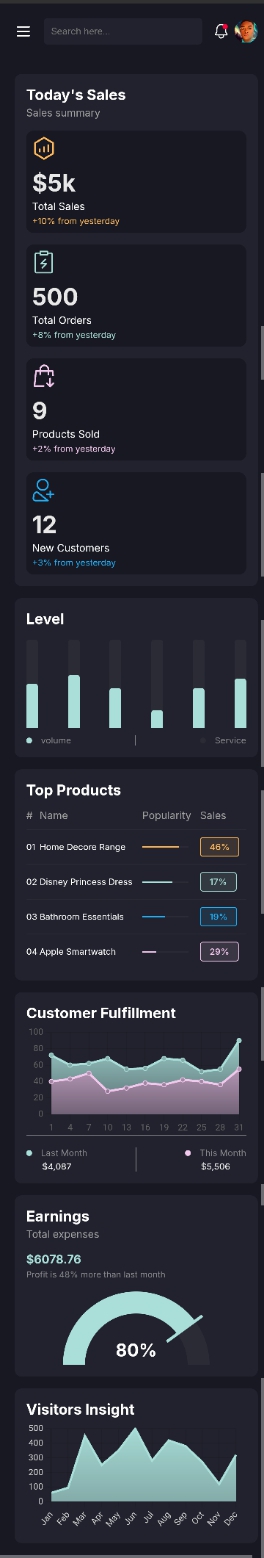 Search here...
Today's Sales
Sales summary
$5k
Total Sales
+10% from yesterday
500
Total Orders
+8% from yesterday
9
Products Sold
+2% from yesterday
12
New Customers
+3% from yesterday
Level
volume | Service
Top Products
# Name Popularity Sales
01 Home Decore Range 46%
02 Disney Princess Dress 17%
03 Bathroom Essentials 19%
04 Apple Smartwatch 29%
Customer Fulfillment
100
80
60
40
20
0
1 4 7 10 13 16 19 22 25 28 31
Last Month This Month
$4,087 $5,506
Earnings
Total expenses
$6078.76
Profit is 48% more than last month
80%
Visitors Insight
500
400
300
200
100
0
Jan Feb Mar Apr May Jun Jul Aug Sep Oct Nov Dec